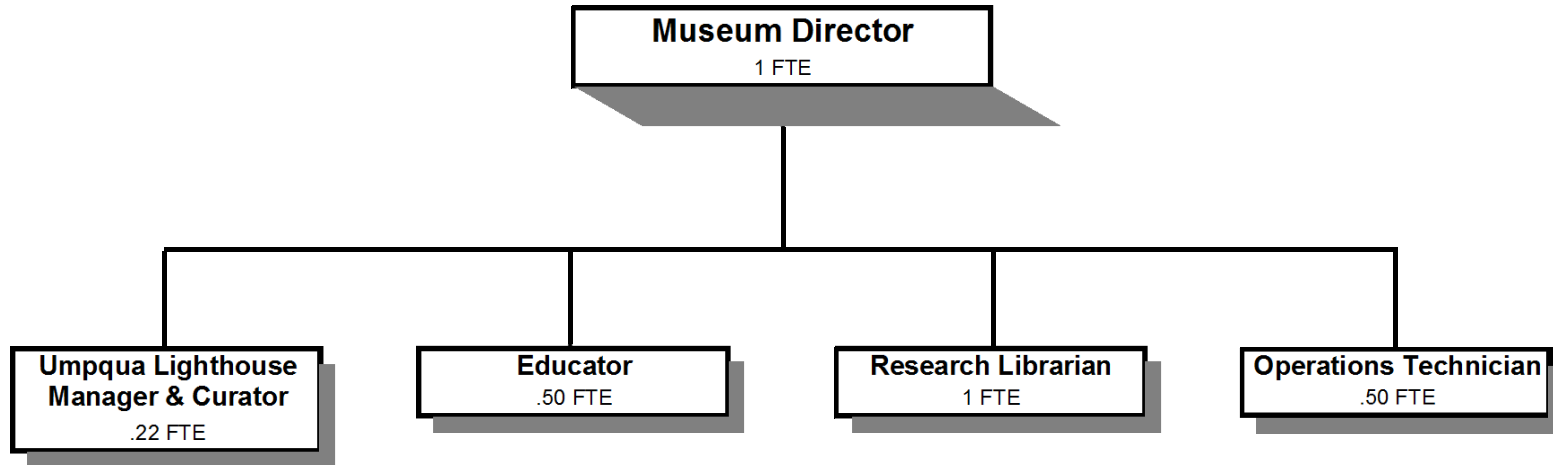 Museum Director
1 FTE
Umpqua Lighthouse
Manager & Curator
.22 FTE
Educator
.50 FTE
Research Librarian
1 FTE
Operations Technician
.50 FTE